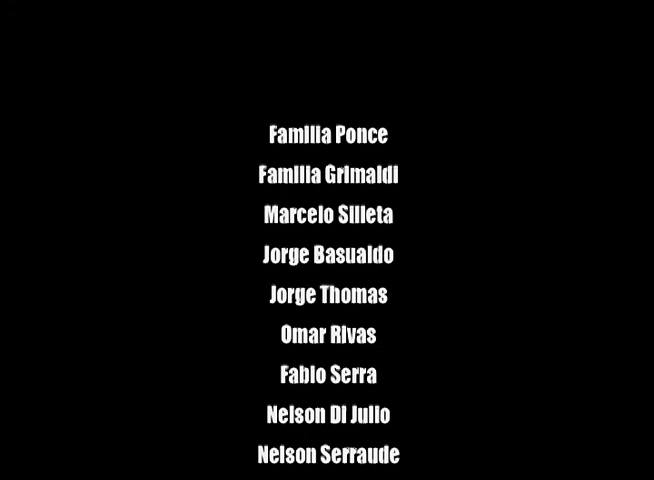 Familia Ponce
Familia Grimaldi
Marcelo Silleta
Jorge Basualdo
Jorge Thomas
Omar Rivas
Fabio Serra
Nelson Di Julio
Nelson Serraude